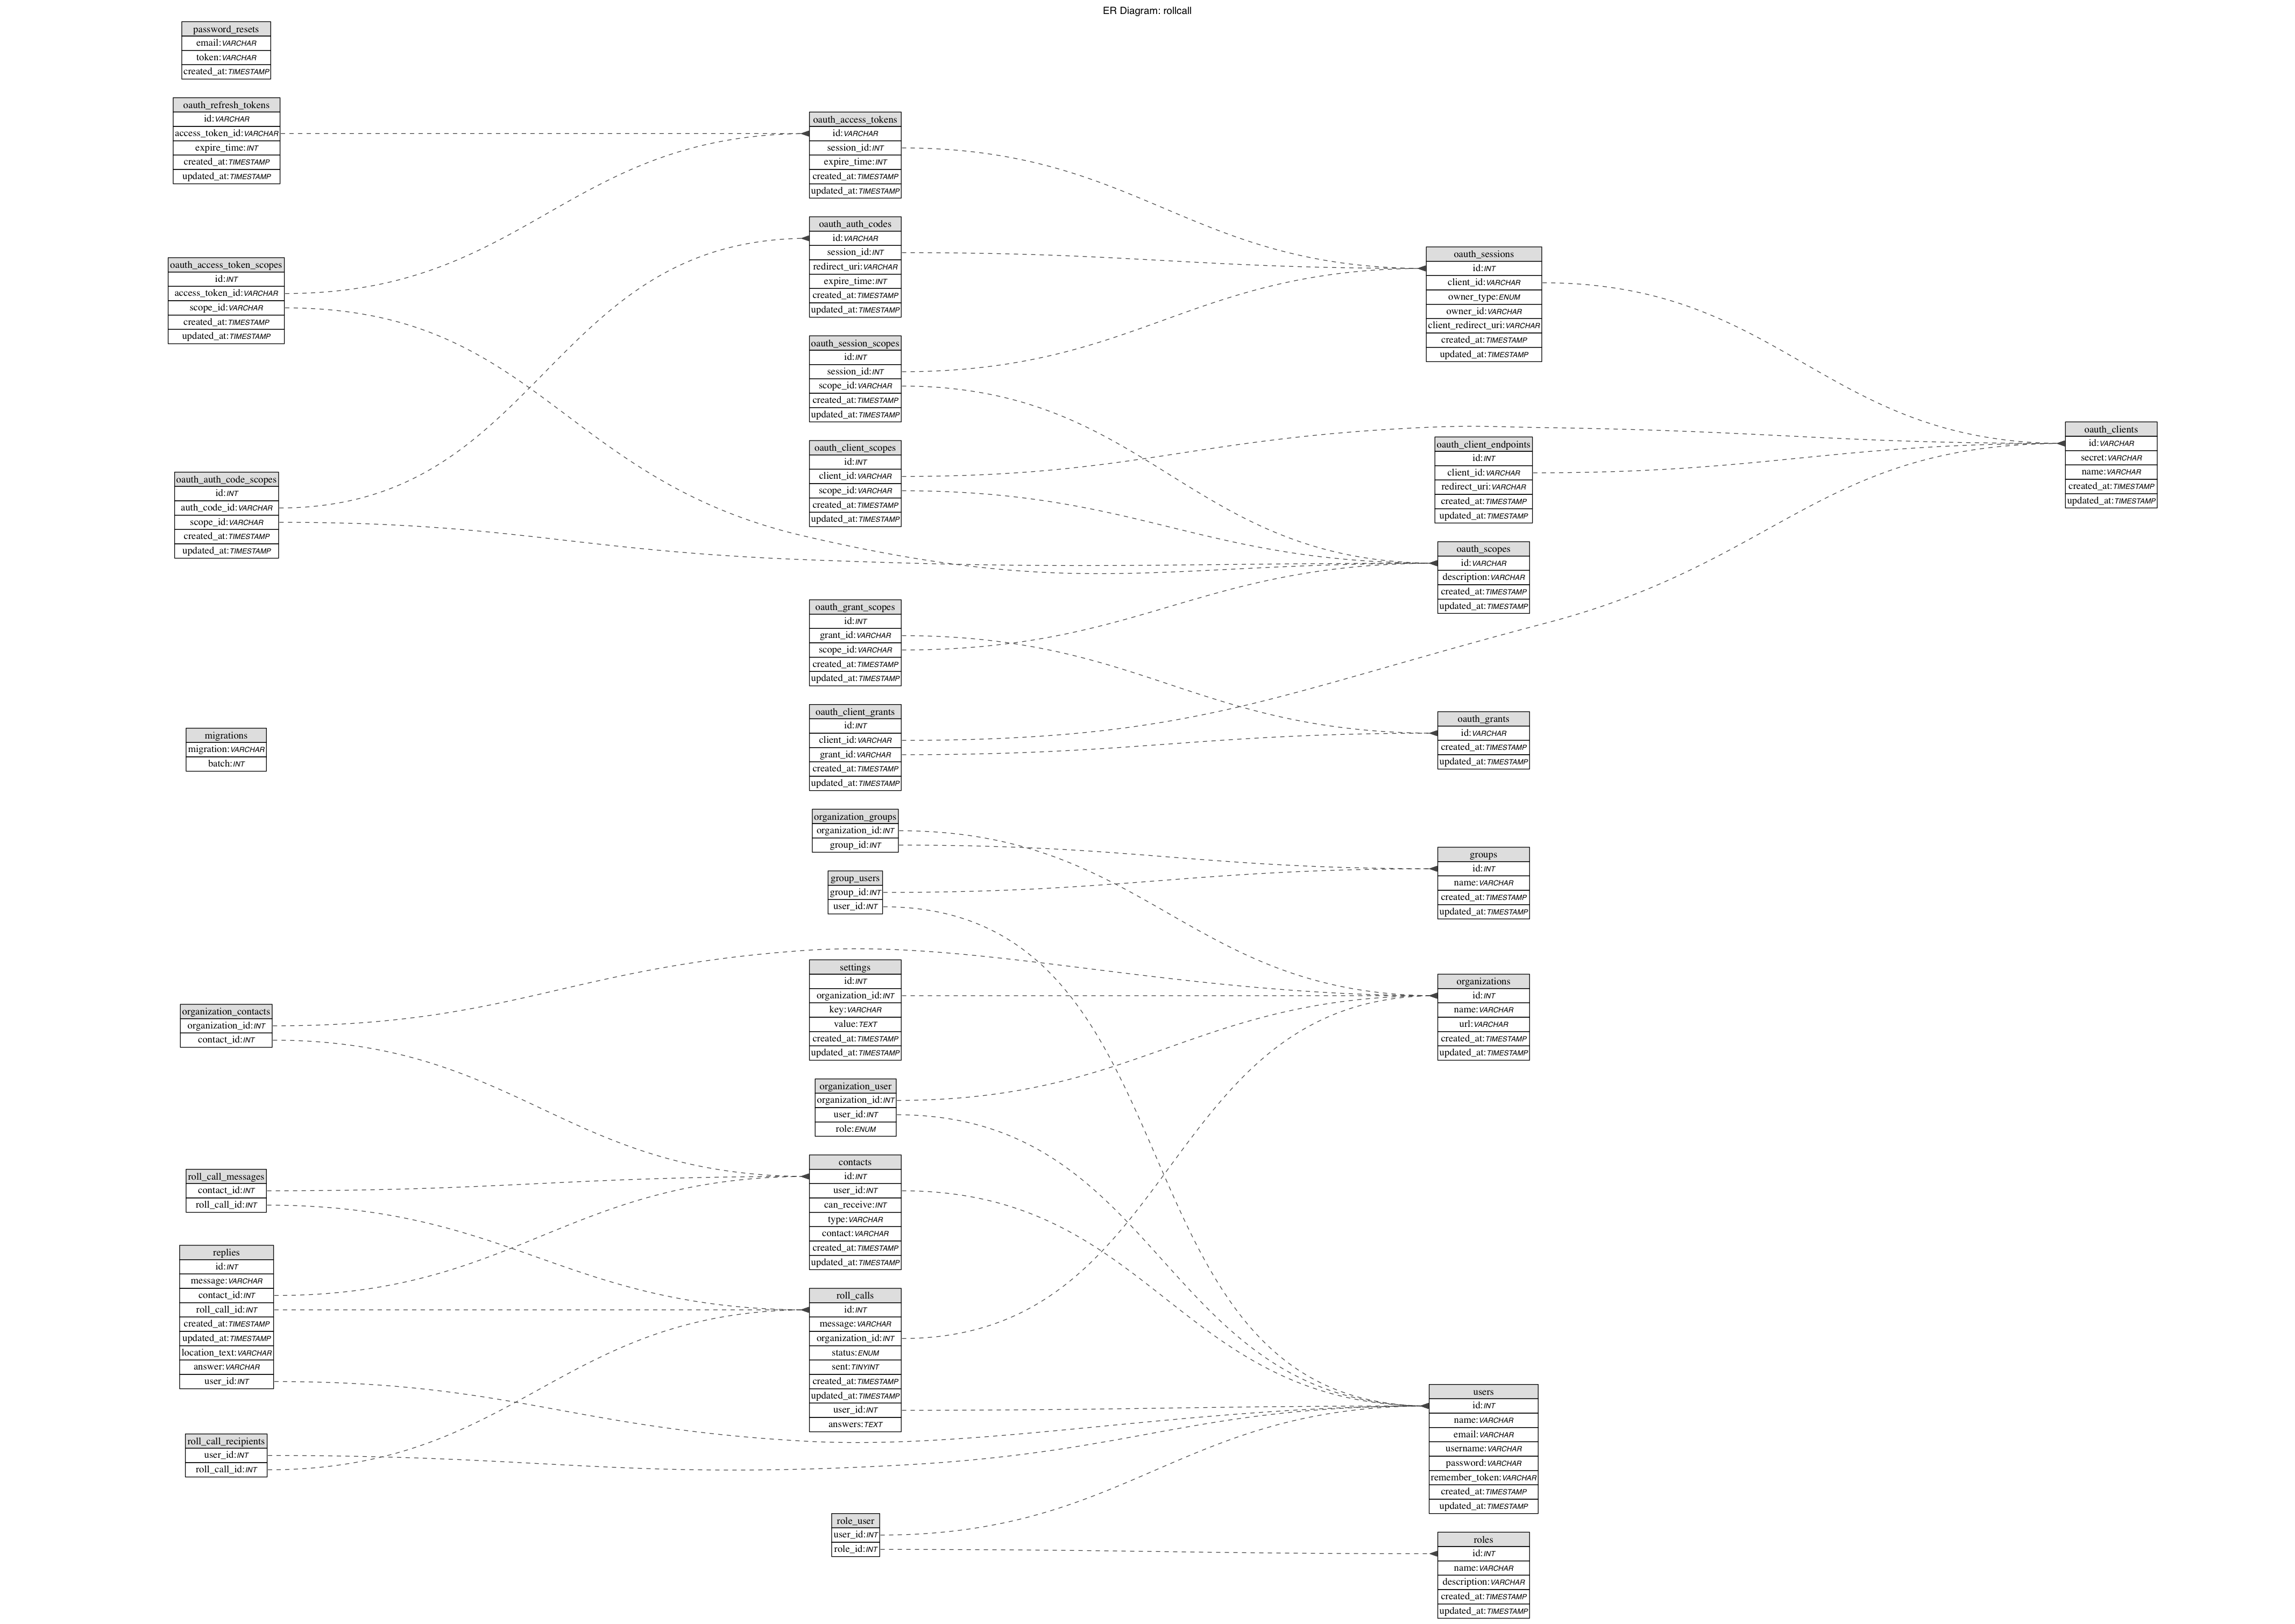 ER Diagram: rollcall
password_resets
email:VARCHAR
token:VARCHAR
created_at:TIMESTAMP
oauth_refresh_tokens
id:VARCHAR
access_token_id:VARCHAR
expire_time:INT
created_at:TIMESTAMP
updated_at:TIMESTAMP
oauth_access_token_scopes
id:INT
access_token_id:VARCHAR
scope_id:VARCHAR
created_at:TIMESTAMP
updated_at:TIMESTAMP
oauth_auth_code_scopes
id:INT
auth_code_id:VARCHAR
scope_id:VARCHAR
created_at:TIMESTAMP
updated_at:TIMESTAMP
migrations
migration:VARCHAR
batch:INT
organization_contacts
organization_id:INT
contact_id:INT
roll_call_messages
contact_id:INT
roll_call_id:INT
replies
id:INT
message:VARCHAR
contact_id:INT
roll_call_id:INT
created_at:TIMESTAMP
updated_at:TIMESTAMP
location_text:VARCHAR
answer:VARCHAR
user_id:INT
roll_call_recipients
user_id:INT
roll_call_id:INT
oauth_access_tokens
id:VARCHAR
session_id:INT
expire_time:INT
created_at:TIMESTAMP
updated_at:TIMESTAMP
oauth_auth_codes
id:VARCHAR
session_id:INT
redirect_uri:VARCHAR
expire_time:INT
created_at:TIMESTAMP
updated_at:TIMESTAMP
oauth_session_scopes
id:INT
session_id:INT
scope_id:VARCHAR
created_at:TIMESTAMP
updated_at:TIMESTAMP
oauth_client_scopes
id:INT
client_id:VARCHAR
scope_id:VARCHAR
created_at:TIMESTAMP
updated_at:TIMESTAMP
oauth_grant_scopes
id:INT
grant_id:VARCHAR
scope_id:VARCHAR
created_at:TIMESTAMP
updated_at:TIMESTAMP
oauth_client_grants
id:INT
client_id:VARCHAR
grant_id:VARCHAR
created_at:TIMESTAMP
updated_at:TIMESTAMP
organization_groups
organization_id:INT
group_id:INT
group_users
group_id:INT
user_id:INT
settings
id:INT
organization_id:INT
key:VARCHAR
value:TEXT
created_at:TIMESTAMP
updated_at:TIMESTAMP
organization_user
organization_id:INT
user_id:INT
role:ENUM
contacts
id:INT
user_id:INT
can_receive:INT
type:VARCHAR
contact:VARCHAR
created_at:TIMESTAMP
updated_at:TIMESTAMP
roll_calls
id:INT
message:VARCHAR
organization_id:INT
status:ENUM
sent:TINYINT
created_at:TIMESTAMP
updated_at:TIMESTAMP
user_id:INT
answers:TEXT
role_user
user_id:INT
role_id:INT
oauth_sessions
id:INT
client_id:VARCHAR
owner_type:ENUM
owner_id:VARCHAR
client_redirect_uri:VARCHAR
created_at:TIMESTAMP
updated_at:TIMESTAMP
oauth_client_endpoints
id:INT
client_id:VARCHAR
redirect_uri:VARCHAR
created_at:TIMESTAMP
updated_at:TIMESTAMP
oauth_scopes
id:VARCHAR
description:VARCHAR
created_at:TIMESTAMP
updated_at:TIMESTAMP
oauth_grants
id:VARCHAR
created_at:TIMESTAMP
updated_at:TIMESTAMP
groups
id:INT
name:VARCHAR
created_at:TIMESTAMP
updated_at:TIMESTAMP
organizations
id:INT
name:VARCHAR
url:VARCHAR
created_at:TIMESTAMP
updated_at:TIMESTAMP
users
id:INT
name:VARCHAR
email:VARCHAR
username:VARCHAR
password:VARCHAR
remember_token:VARCHAR
created_at:TIMESTAMP
updated_at:TIMESTAMP
roles
id:INT
name:VARCHAR
description:VARCHAR
created_at:TIMESTAMP
updated_at:TIMESTAMP
oauth_clients
id:VARCHAR
secret:VARCHAR
name:VARCHAR
created_at:TIMESTAMP
updated_at:TIMESTAMP